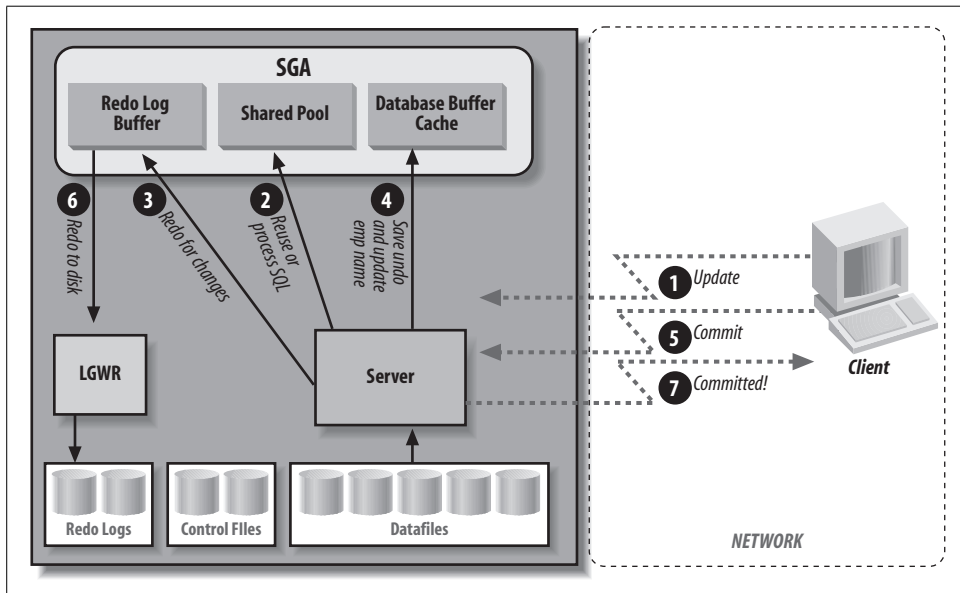 SGA
Redo Log
Buffer
Shared Pool
Database Buffer
Cache
6
Redo to disk
3
Redo for changes
2
Reuse or
process SQL
4
Save undo
and update
emp name
1 Update
5 Commit
7 Committed!
Client
LGWR
Server
Redo Logs
Control FIles
Datafiles
NETWORK